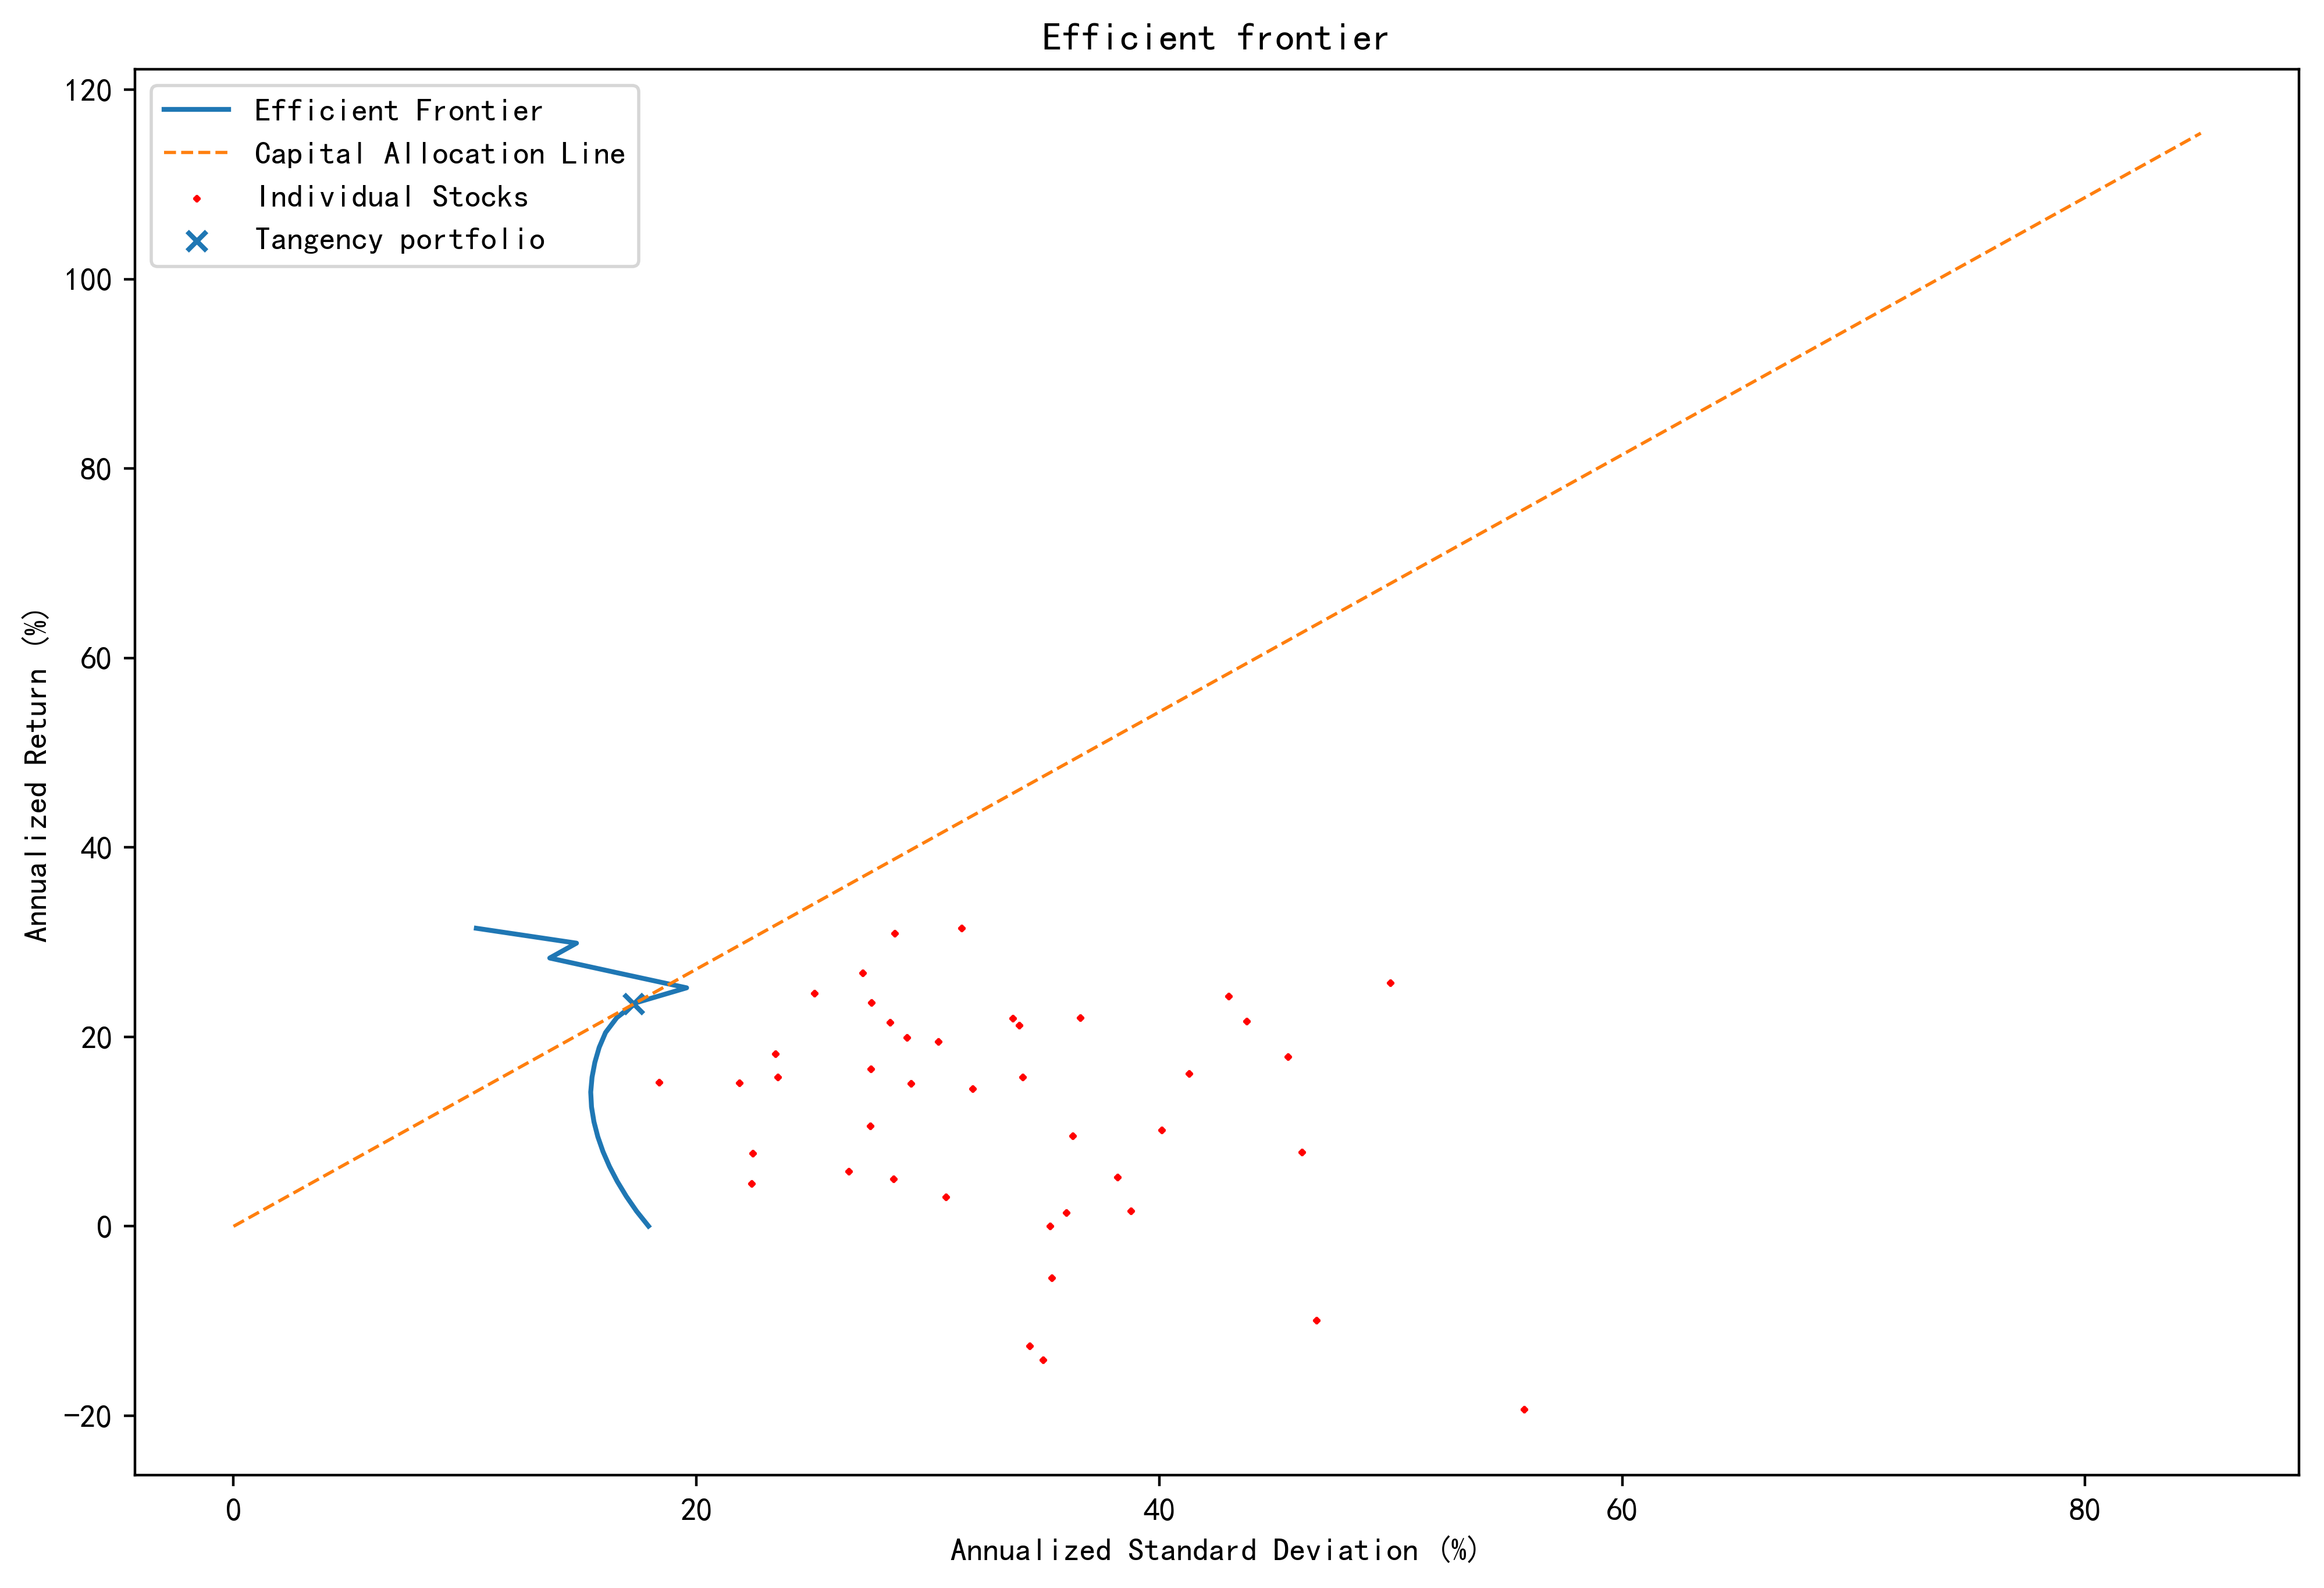 Efficient frontier
120
100
80
60
40
20
0
-20
Efficient Frontier
Capital Allocation Line
Individual Stocks
Tangency portfolio
Annualized Return (%)
0 20 40 60 80
Annualized Standard Deviation (%)